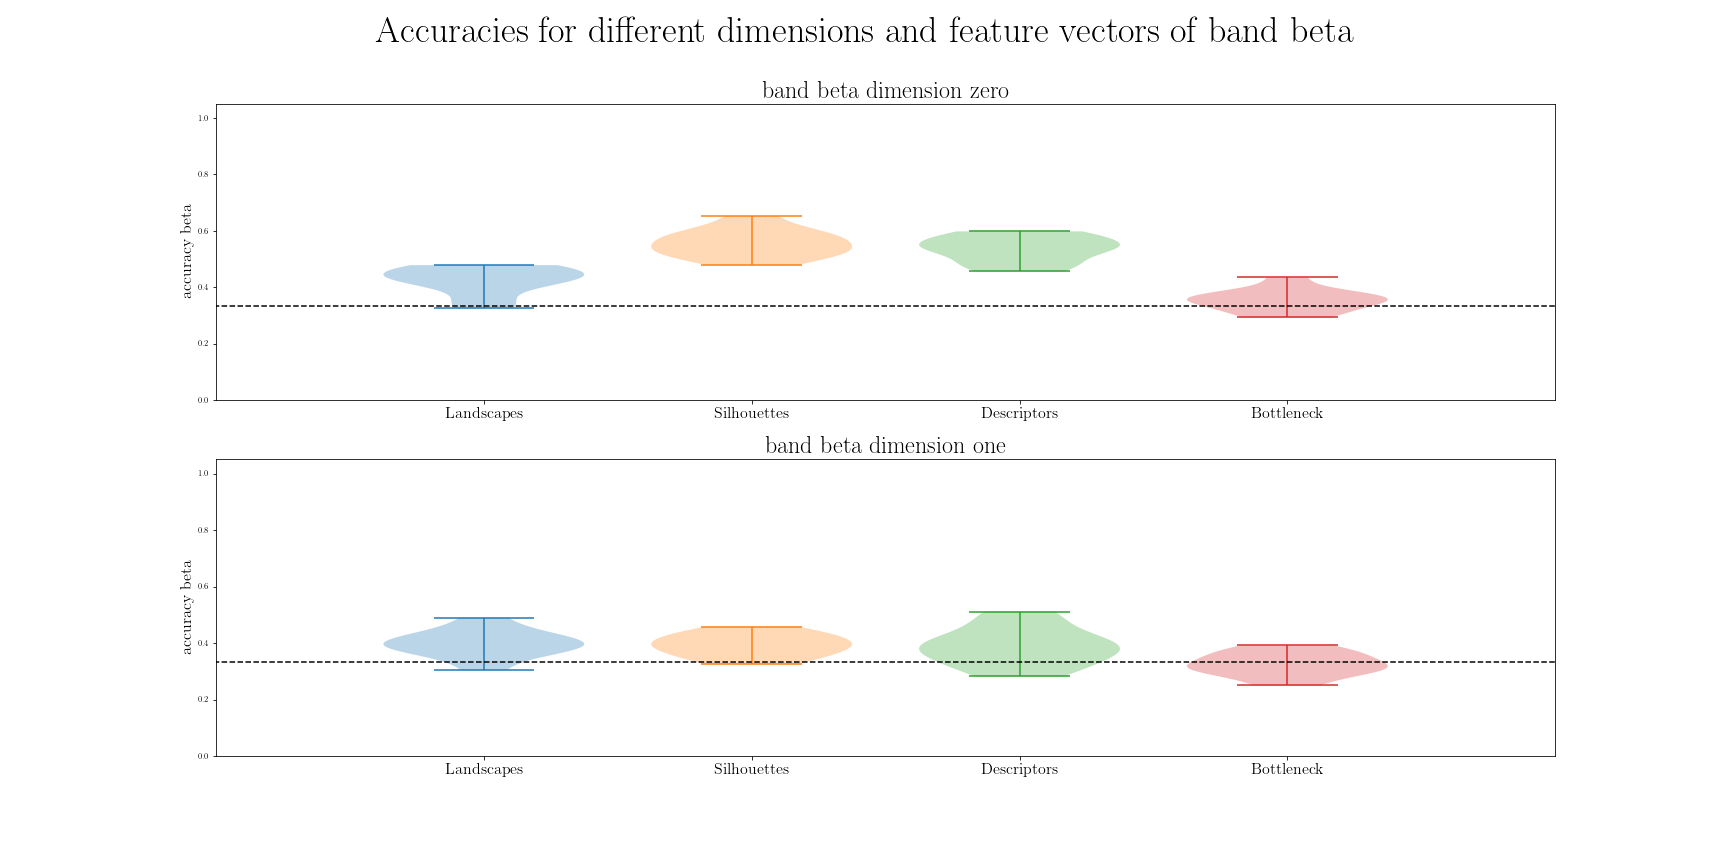 Accuracies for different dimensions and feature vectors of band beta
band beta dimension zero
1.0
0.8
0.6
0.4
0.2
0.0
accuracy beta
Landscapes Silhouettes Descriptors Bottleneck
band beta dimension one
1.0
0.8
0.6
0.4
0.2
0.0
accuracy beta
Landscapes Silhouettes Descriptors Bottleneck